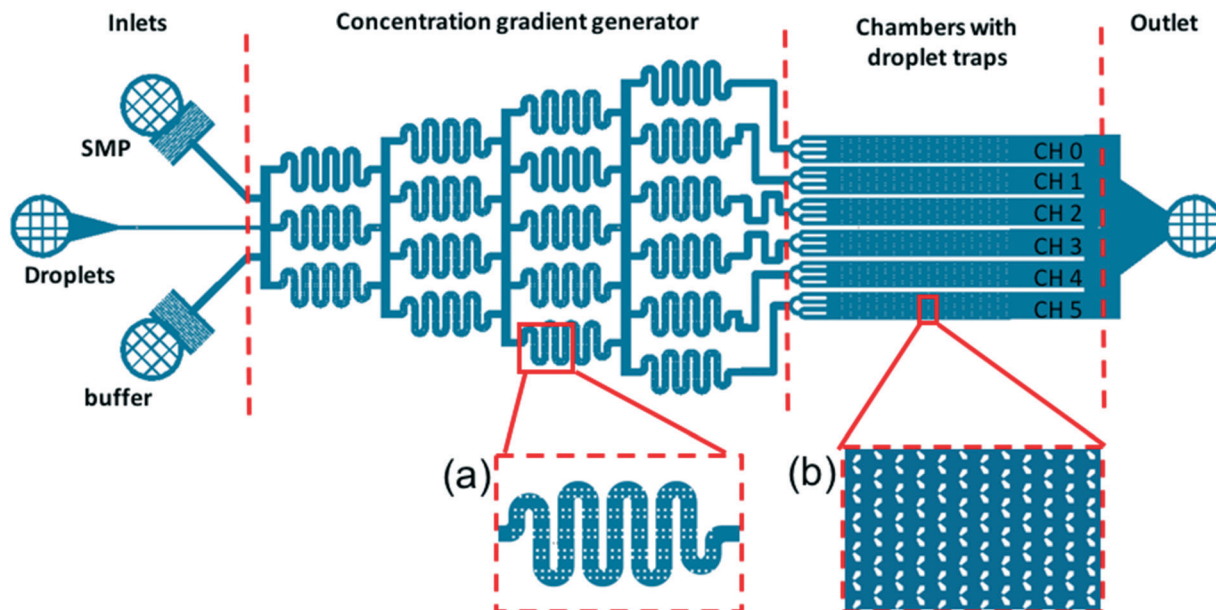 Inlets
Concentration gradient generator
Chambers with
droplet traps
Outlet
SMP
Droplets
buffer
CH 0
CH 1
CH 2
CH 3
CH 4
CH 5
(a)
(b)